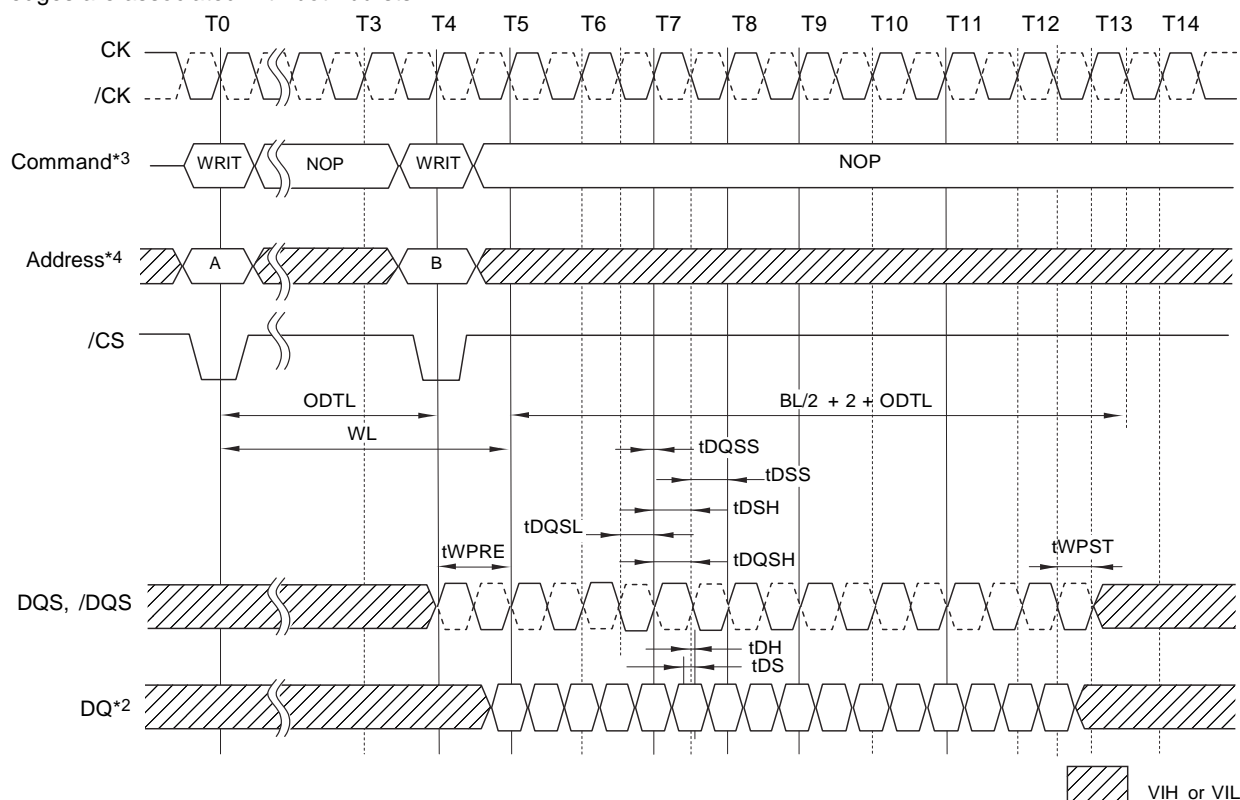 T0 T3 T4 T5 T6 T7 T8 T9 T10 T11 T12 T13 T14
CK
/CK
Command*3 WRIT NOP WRIT NOP
Address*4 A B
/CS
ODTL BL/2 + 2 + ODTL
WL
tDQSS
tDSS
tDSH
tDQSL
tWPRE tDQSH tWPST
DQS, /DQS
tDH
tDS
DQ*2
VIH or VIL